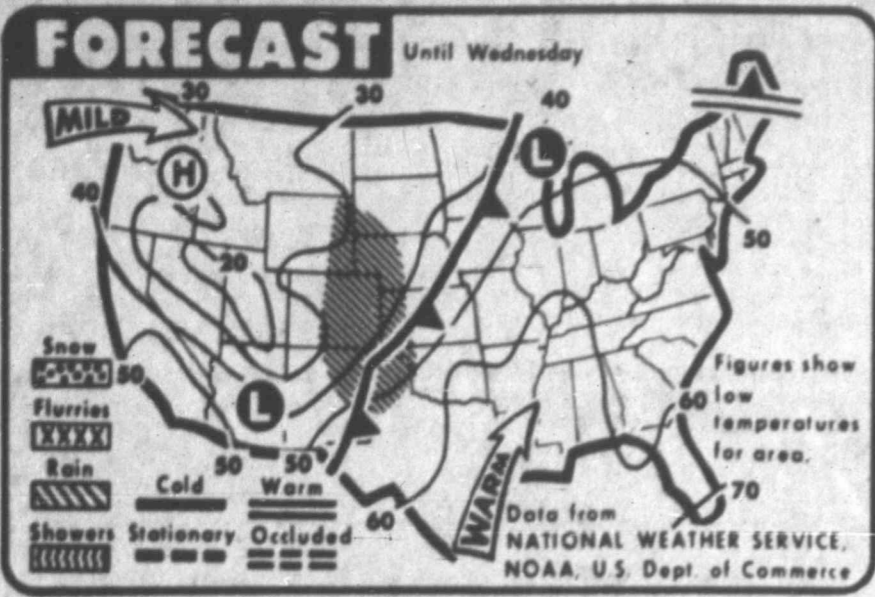 FORECAST
Until Wednesday
30
30
40
MILD
L
H
40
50
20
Snow
50
Figures show
low
temperatures
for area.
Flurries
L
60
Rain
50
50
Cold
Warm
WARM
70
60
Data from
Showers
Stationary
Occluded
NATIONAL WEATHER SERVICE,
NOAA, U.S. Dept. of Commerce